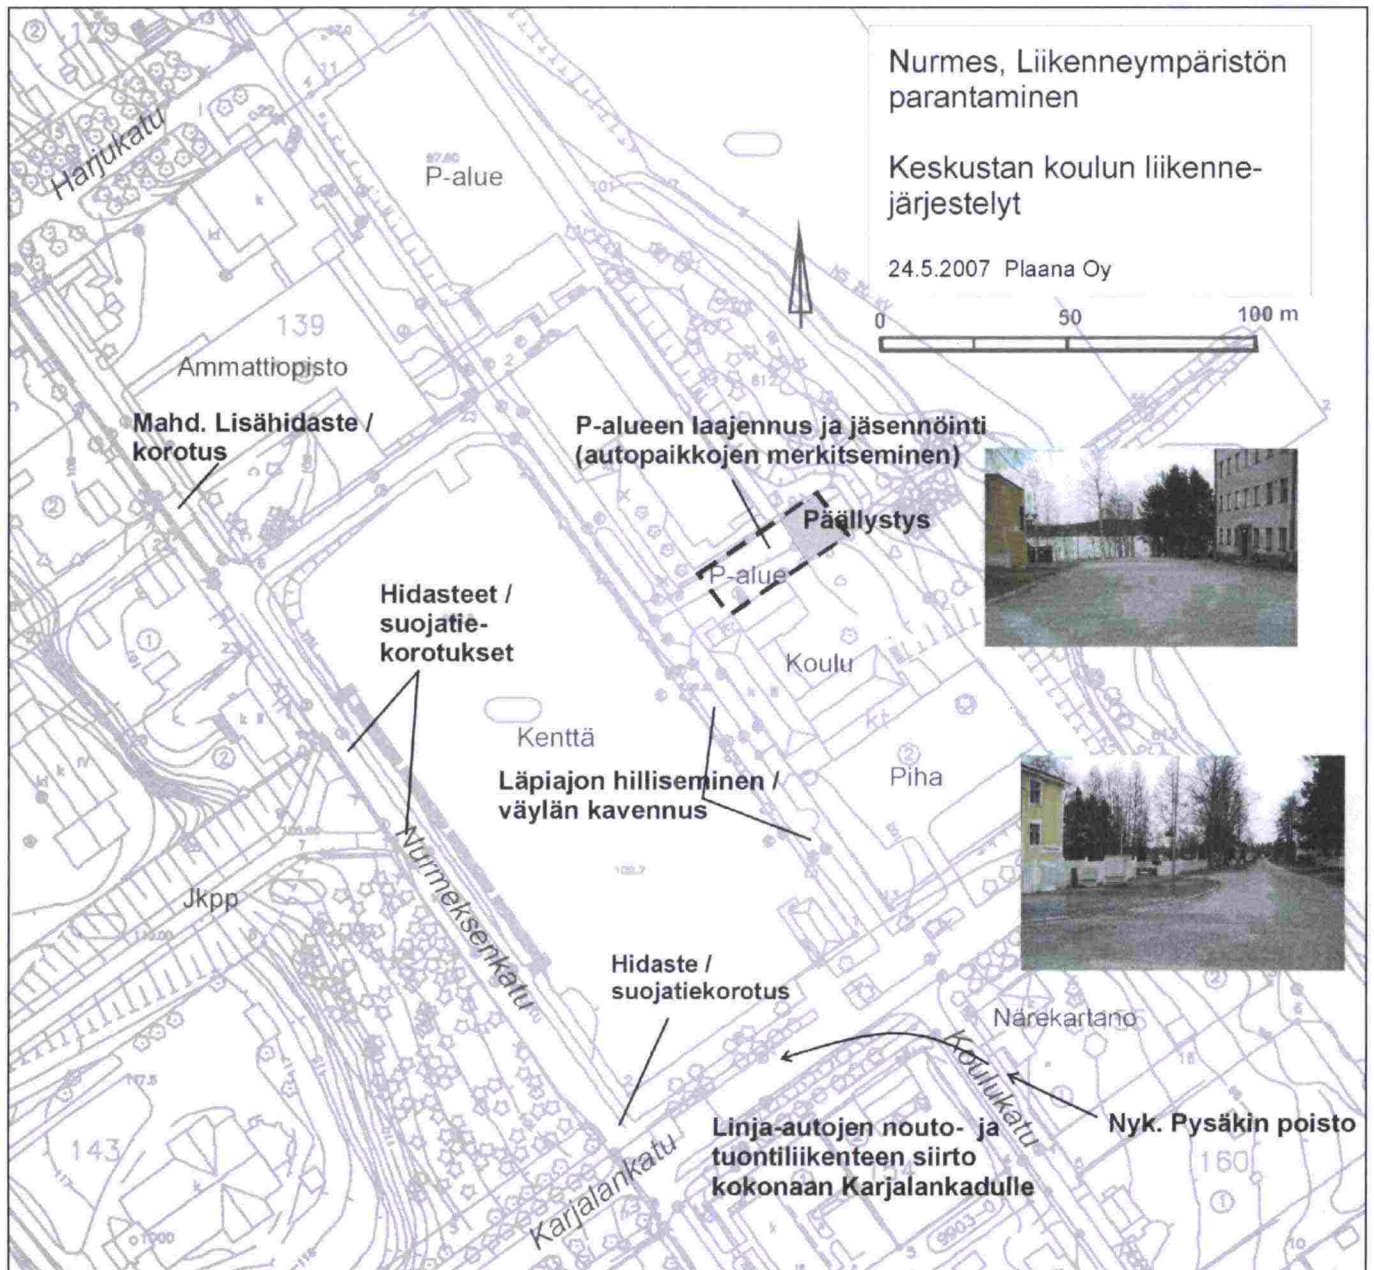 Nurmes, Liikenneympäristön
parantaminen
Keskustan koulun liikenne-
järjestelyt
24.5.2007 Plaana Oy
0 50 100 m
Harjukatu
P-alue
139
Ammattiopisto
Mahd. Lisähidaste /
korotus
P-alueen laajennus ja jäsennöinti
(autopaikkojen merkitseminen)
Päällystys
P-alue
Hidasteet /
suojatie-
korotukset
Koulu
Kenttä
Piha
Läpiajon hilliseminen /
väylän kavennus
Nurmeksenkatu
Jkpp
Hidaste /
suojatiekorotus
Närekartano
Koulukatu
Nyk. Pysäkin poisto
Linja-autojen nouto- ja
tuontiliikenteen siirto
kokonaan Karjalankadulle
Karjalankatu
143
160